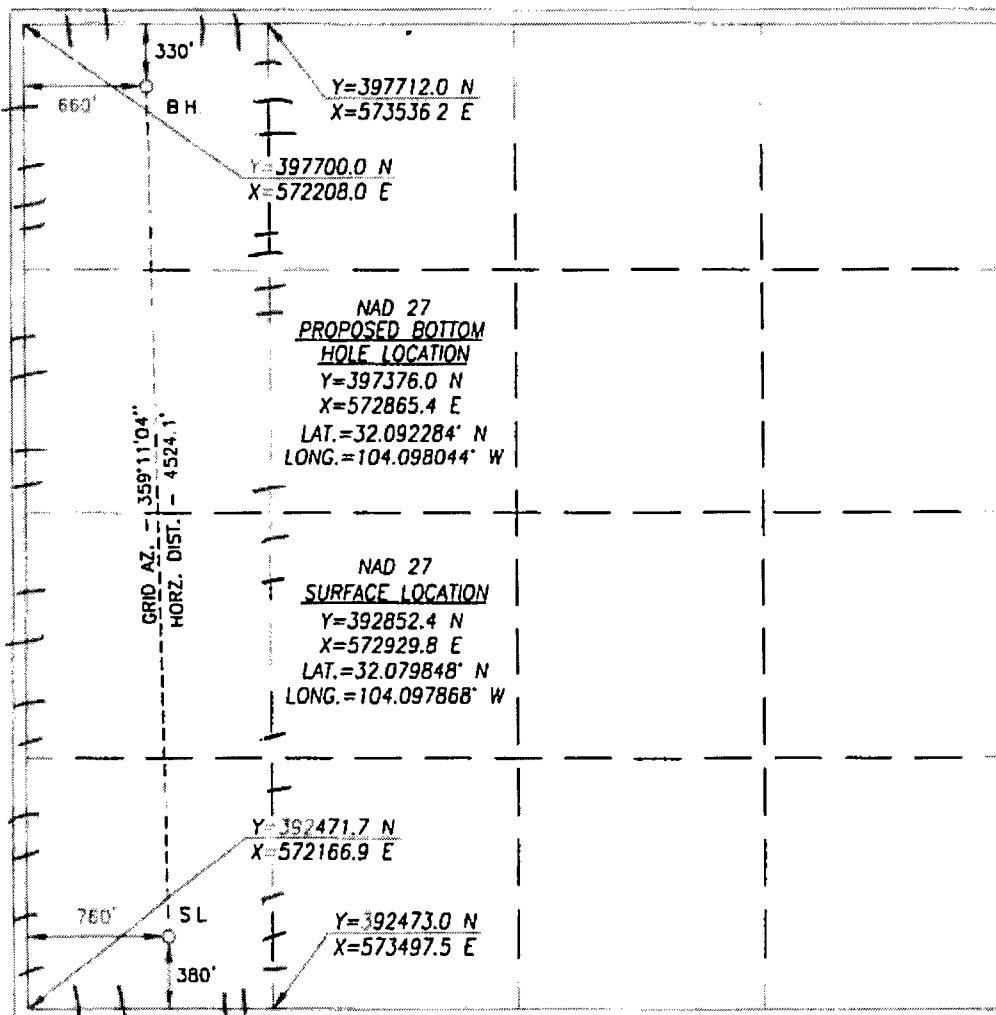 330'
660'
B H.
Y=397712.0 N
X=573536 2 E
Y=397700.0 N
X=572208.0 E
NAD 27
PROPOSED BOTTOM
HOLE LOCATION
Y=397376.0 N
X=572865.4 E
LAT.=32.092284° N
LONG.=104.098044° W
GRID AZ. - 359°11'04"
HORZ. DIST. - 4524.1'
NAD 27
SURFACE LOCATION
Y=392852.4 N
X=572929.8 E
LAT.=32.079848° N
LONG.=104.097868° W
Y=392471.7 N
X=572166.9 E
760'
S L
380'
Y=392473.0 N
X=573497.5 E